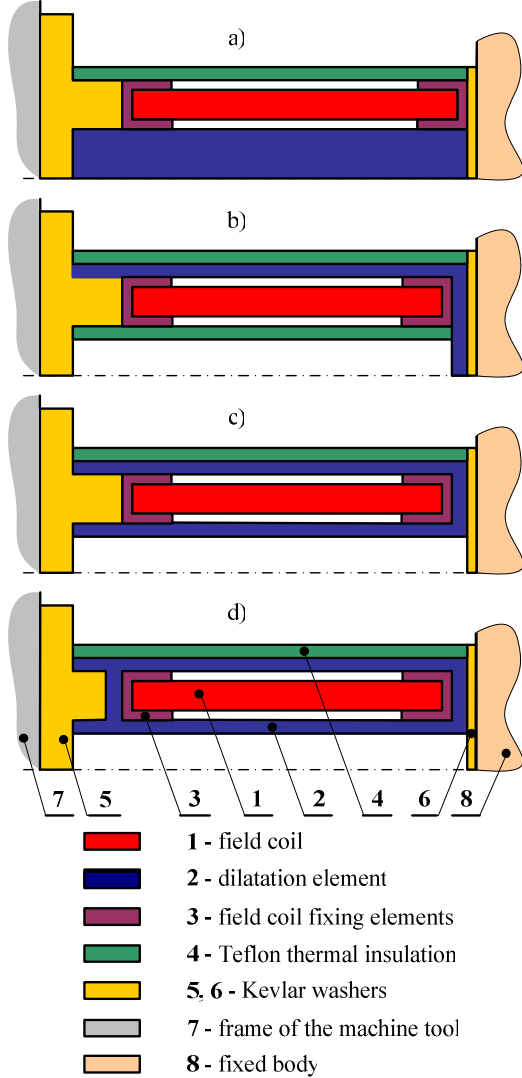 a)
b)
c)
d)
7 5 3 1 2 4 6 8
1 - field coil
2 - dilatation element
3 - field coil fixing elements
4 - Teflon thermal insulation
5, 6 - Kevlar washers
7 - frame of the machine tool
8 - fixed body